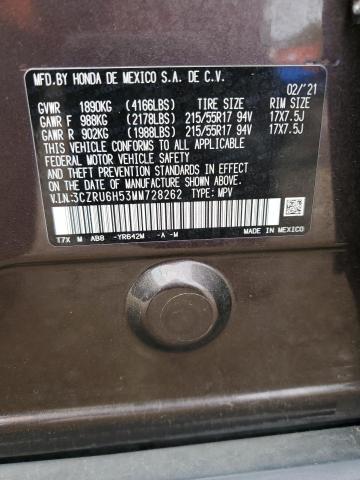 MFD.BY HONDA DE MEXICO S.A. DE C.V.
02/'21
GVWR 1890KG (4166LBS) TIRE SIZE RIM SIZE
GAWR F 988KG (2178LBS) 215/55R17 94V 17X7.5J
GAWR R 902KG (1988LBS) 215/55R17 94V 17X7.5J
THIS VEHICLE CONFORMS TO ALL APPLICABLE
FEDERAL MOTOR VEHICLE SAFETY AND THEFT
PREVENTION STANDARDS IN EFFECT ON THE
DATE OF MANUFACTURE SHOWN ABOVE.
V.I.N:3CZRU6H53MM728262 TYPE: MPV
T7X M AB8 -YR642M -A -M
MADE IN
MEXICO